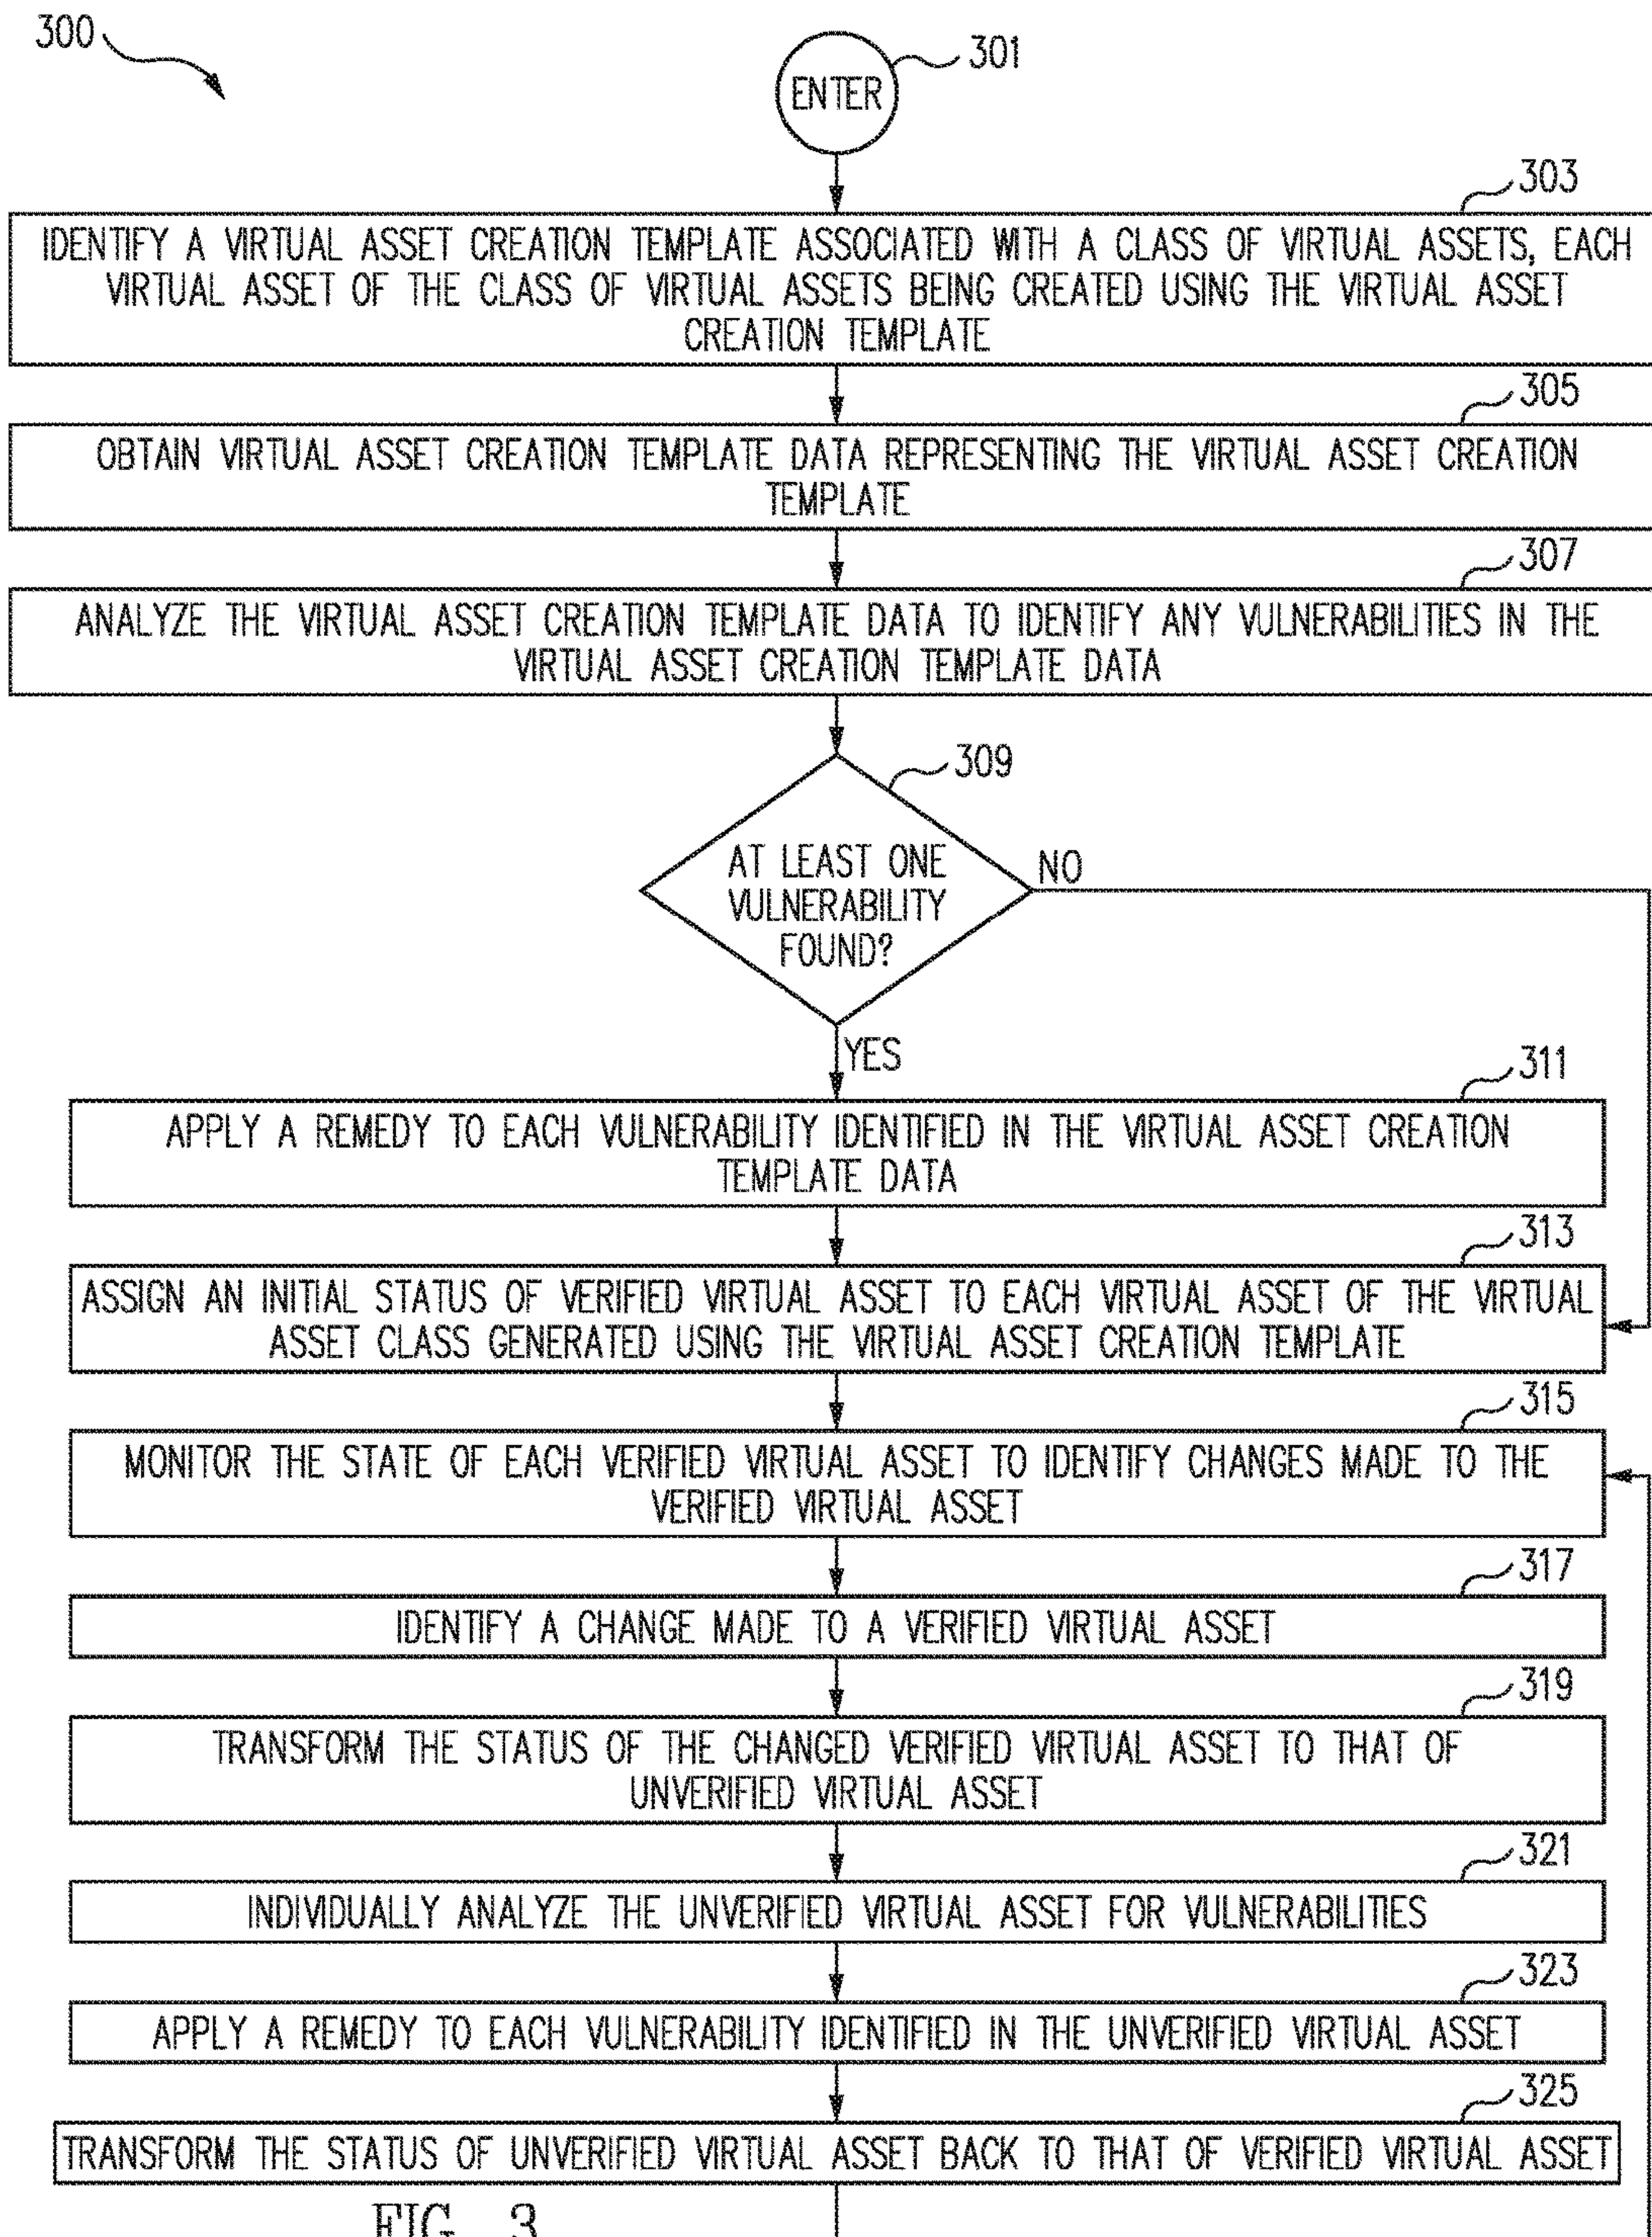 300
ENTER
301
303
IDENTIFY A VIRTUAL ASSET CREATION TEMPLATE ASSOCIATED WITH A CLASS OF VIRTUAL ASSETS, EACH
VIRTUAL ASSET OF THE CLASS OF VIRTUAL ASSETS BEING CREATED USING THE VIRTUAL ASSET
CREATION TEMPLATE
305
OBTAIN VIRTUAL ASSET CREATION TEMPLATE DATA REPRESENTING THE VIRTUAL ASSET CREATION
TEMPLATE
307
ANALYZE THE VIRTUAL ASSET CREATION TEMPLATE DATA TO IDENTIFY ANY VULNERABILITIES IN THE
VIRTUAL ASSET CREATION TEMPLATE DATA
309
AT LEAST ONE
VULNERABILITY
FOUND?
NO
YES
311
APPLY A REMEDY TO EACH VULNERABILITY IDENTIFIED IN THE VIRTUAL ASSET CREATION
TEMPLATE DATA
313
ASSIGN AN INITIAL STATUS OF VERIFIED VIRTUAL ASSET TO EACH VIRTUAL ASSET OF THE VIRTUAL
ASSET CLASS GENERATED USING THE VIRTUAL ASSET CREATION TEMPLATE
315
MONITOR THE STATE OF EACH VERIFIED VIRTUAL ASSET TO IDENTIFY CHANGES MADE TO THE
VERIFIED VIRTUAL ASSET
317
IDENTIFY A CHANGE MADE TO A VERIFIED VIRTUAL ASSET
319
TRANSFORM THE STATUS OF THE CHANGED VERIFIED VIRTUAL ASSET TO THAT OF
UNVERIFIED VIRTUAL ASSET
321
INDIVIDUALLY ANALYZE THE UNVERIFIED VIRTUAL ASSET FOR VULNERABILITIES
323
APPLY A REMEDY TO EACH VULNERABILITY IDENTIFIED IN THE UNVERIFIED VIRTUAL ASSET
325
TRANSFORM THE STATUS OF UNVERIFIED VIRTUAL ASSET BACK TO THAT OF VERIFIED VIRTUAL ASSET
FIG. 3